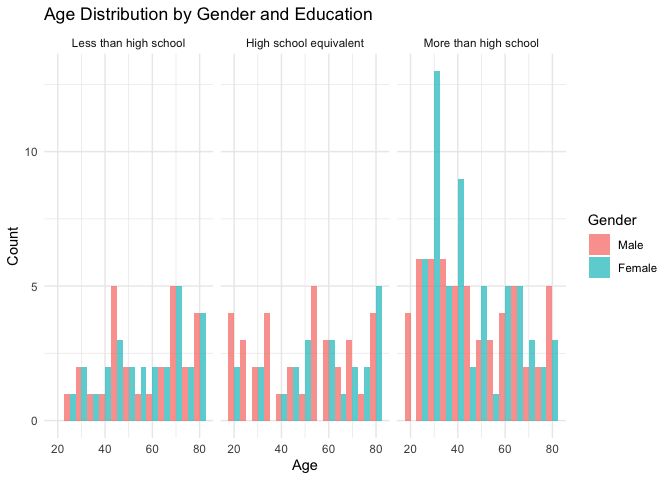 Age Distribution by Gender and Education
Less than high school
High school equivalent
More than high school
10
5
0
Count
20 40 60 80
20 40 60 80
20 40 60 80
Age
Gender
Male
Female